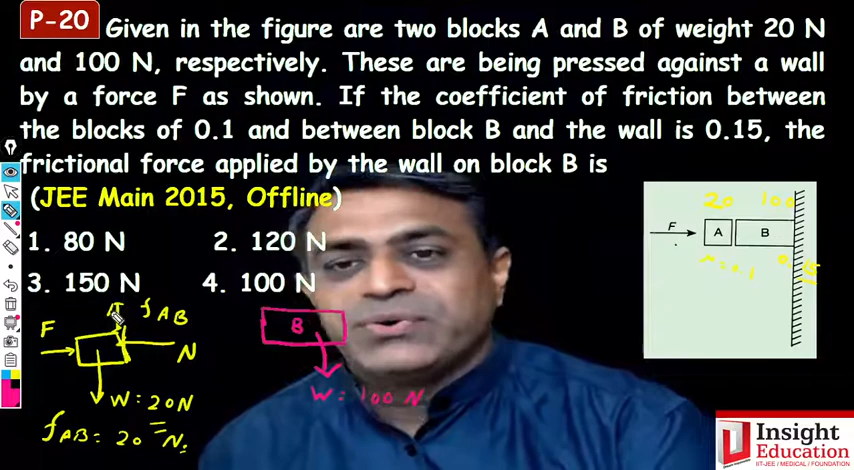 P-20 Given in the figure are two blocks A and B of weight 20 N
and 100 N, respectively. These are being pressed against a wall
by a force F as shown. If the coefficient of friction between
the blocks of 0.1 and between block B and the wall is 0.15, the
frictional force applied by the wall on block B is
(JEE Main 2015, Offline)
1. 80 N 2. 120 N
3. 150 N 4. 100 N
20 100
F A B
μ = 0.1 0.15
F f AB
N
W = 20N
f AB = 20 N.
B
W = 100 N
Insight
Education
IIT-JEE / MEDICAL / FOUNDATION